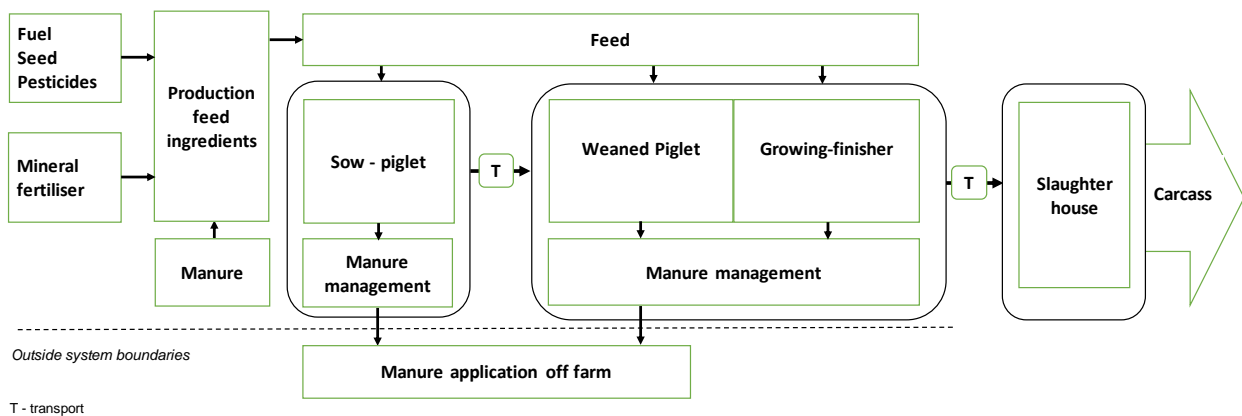 Fuel
Seed
Pesticides
Mineral
fertiliser
Production
feed
ingredients
Manure
Feed
Sow - piglet
Manure
management
T
Weaned Piglet
Growing-finisher
Manure management
T
Slaughter
house
Carcass
Outside system boundaries
Manure application off farm
T - transport